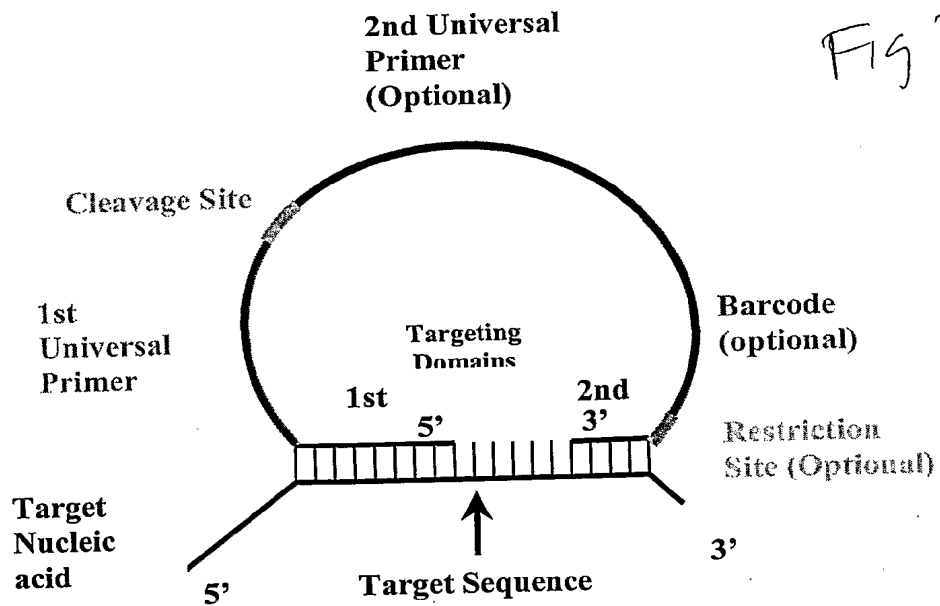 2nd Universal
Primer
(Optional)
Fig
Cleavage Site
1st
Universal
Primer
Targeting
Domains
Barcode
(optional)
1st
2nd
5’
3’
Restriction
Site (Optional)
Target
Nucleic
acid
5’
Target Sequence
3’